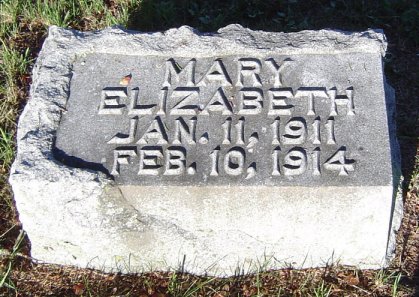 MARY
ELIZABETH
JAN. 11, 1911
FEB. 10, 1914